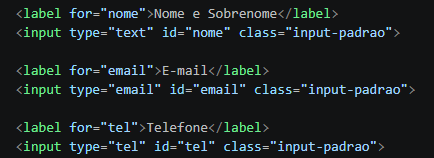 <label for="nome">Nome e Sobrenome</label>
<input type="text" id="nome" class="input-padrao">
<label for="email">E-mail</label>
<input type="email" id="email" class="input-padrao">
<label for="tel">Telefone</label>
<input type="tel" id="tel" class="input-padrao">